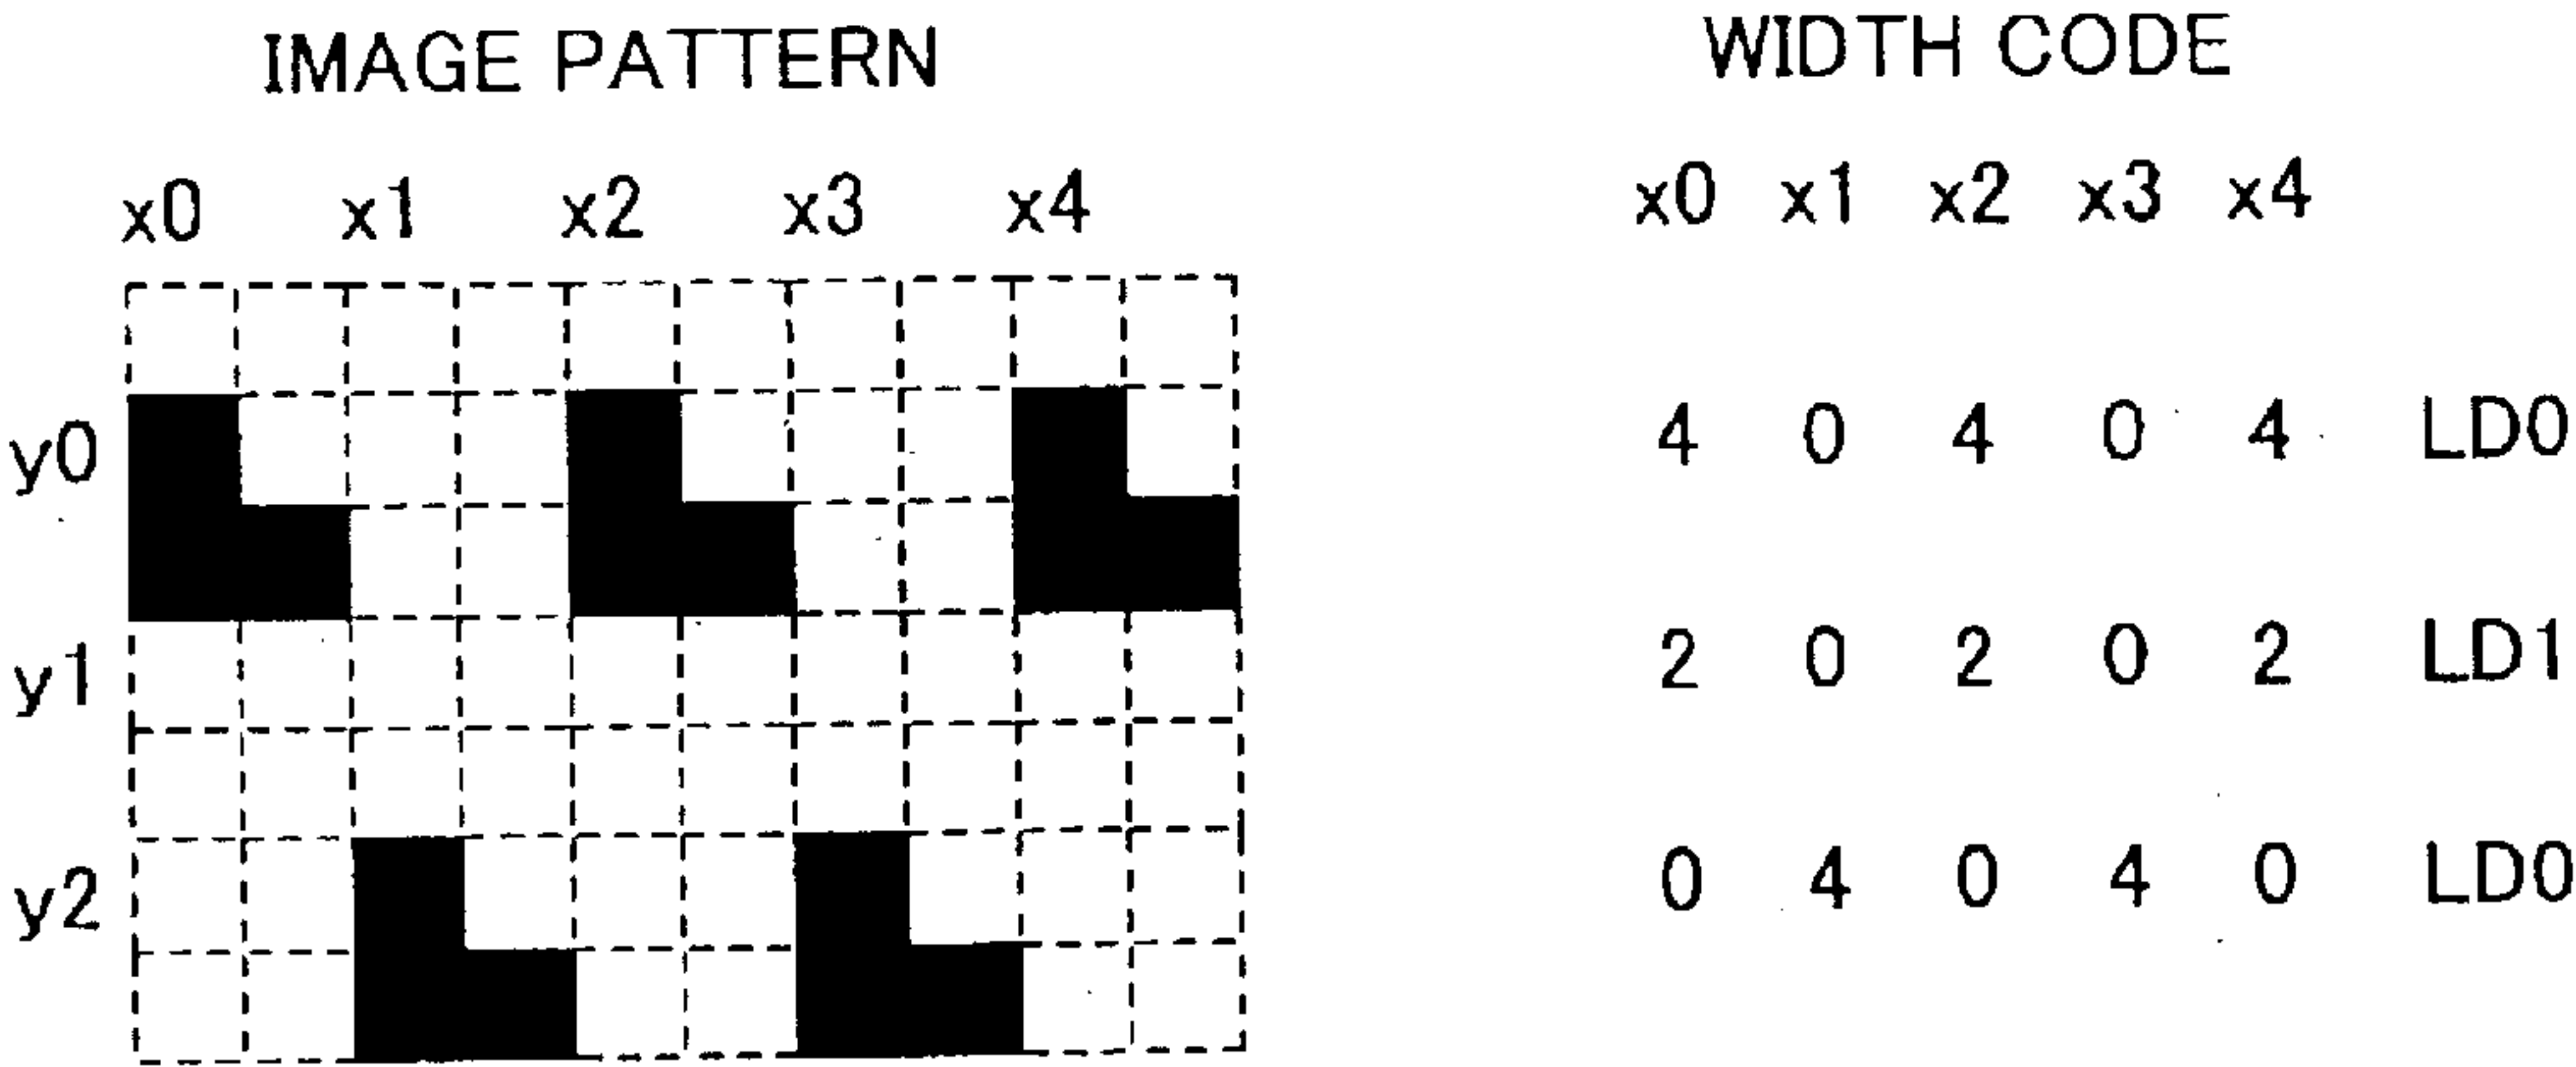 IMAGE PATTERN WIDTH CODE
x0 x1 x2 x3 x4 x0 x1 x2 x3 x4
y0 4 0 4 0 4 LD0
y1 2 0 2 0 2 LD1
y2 0 4 0 4 0 LD0